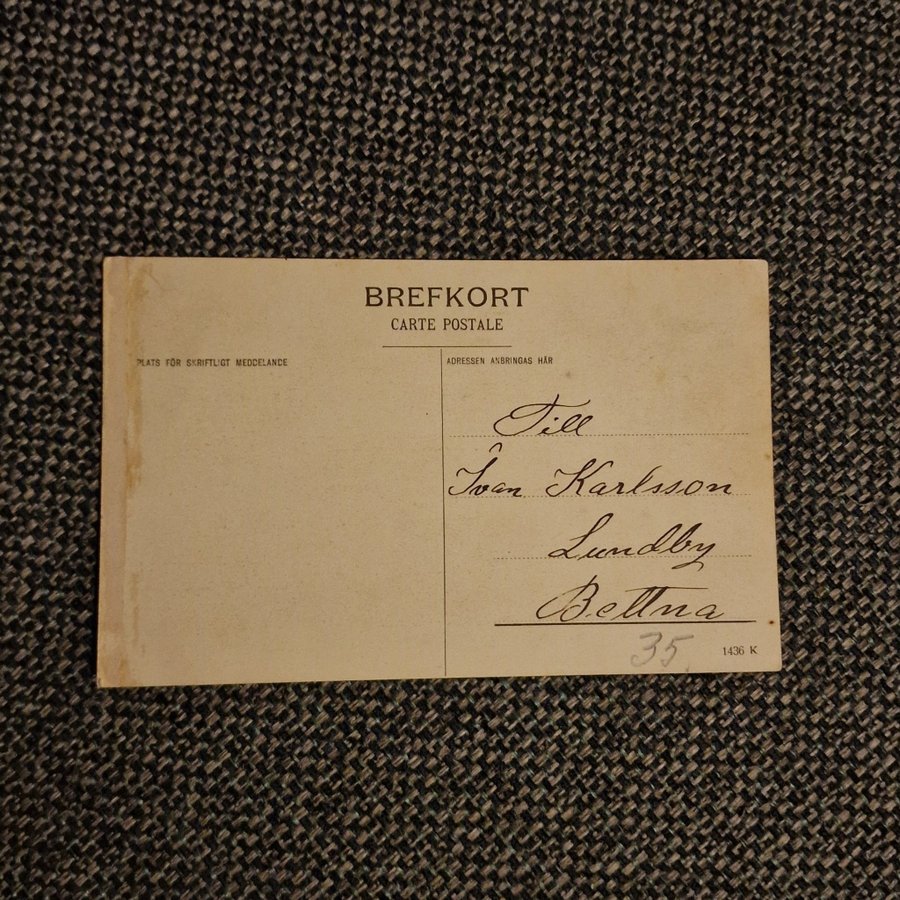 BREFKORT
CARTE POSTALE
PLATS FÖR SKRIFTLIGT MEDDELANDE
ADRESSEN ANBRINGAS HÄR
Till
Ivan Karlsson
Lundby
Bettna
35
1436 K